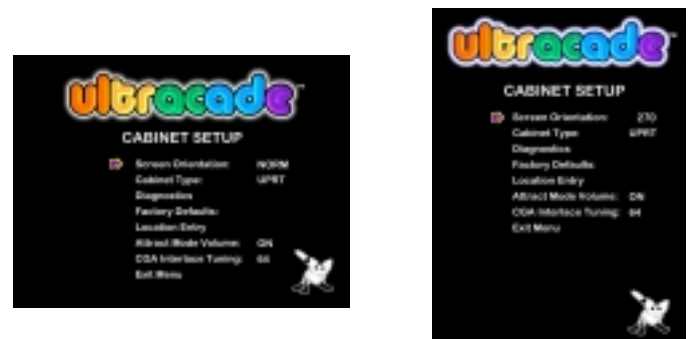 ultracade™
CABINET SETUP
Screen Orientation: NORM
Cabinet Type: UPRT
Diagnostics
Factory Defaults:
Location Entry
Attract Mode Volume: ON
CGA Interface Tuning: 64
Exit Menu
ultracade™
CABINET SETUP
Screen Orientation: 270
Cabinet Type: UPRT
Diagnostics
Factory Defaults:
Location Entry
Attract Mode Volume: ON
CGA Interface Tuning: 64
Exit Menu